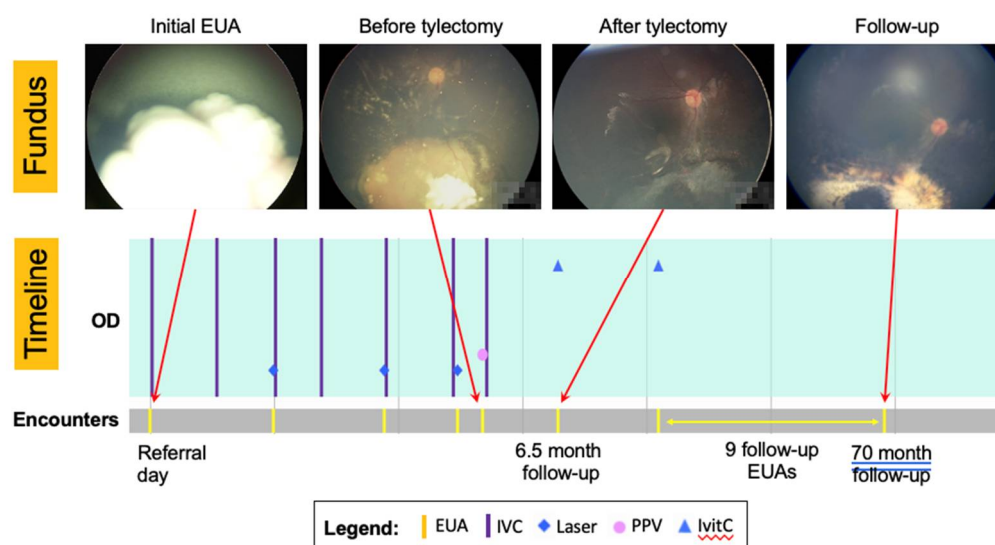 Initial EUA
Before tylectomy
After tylectomy
Follow-up
Fundus
Timeline
OD
Encounters
Referral
day
6.5 month
follow-up
9 follow-up
EUAs
70 month
follow-up
Legend: EUA IVC Laser PPV IvitC